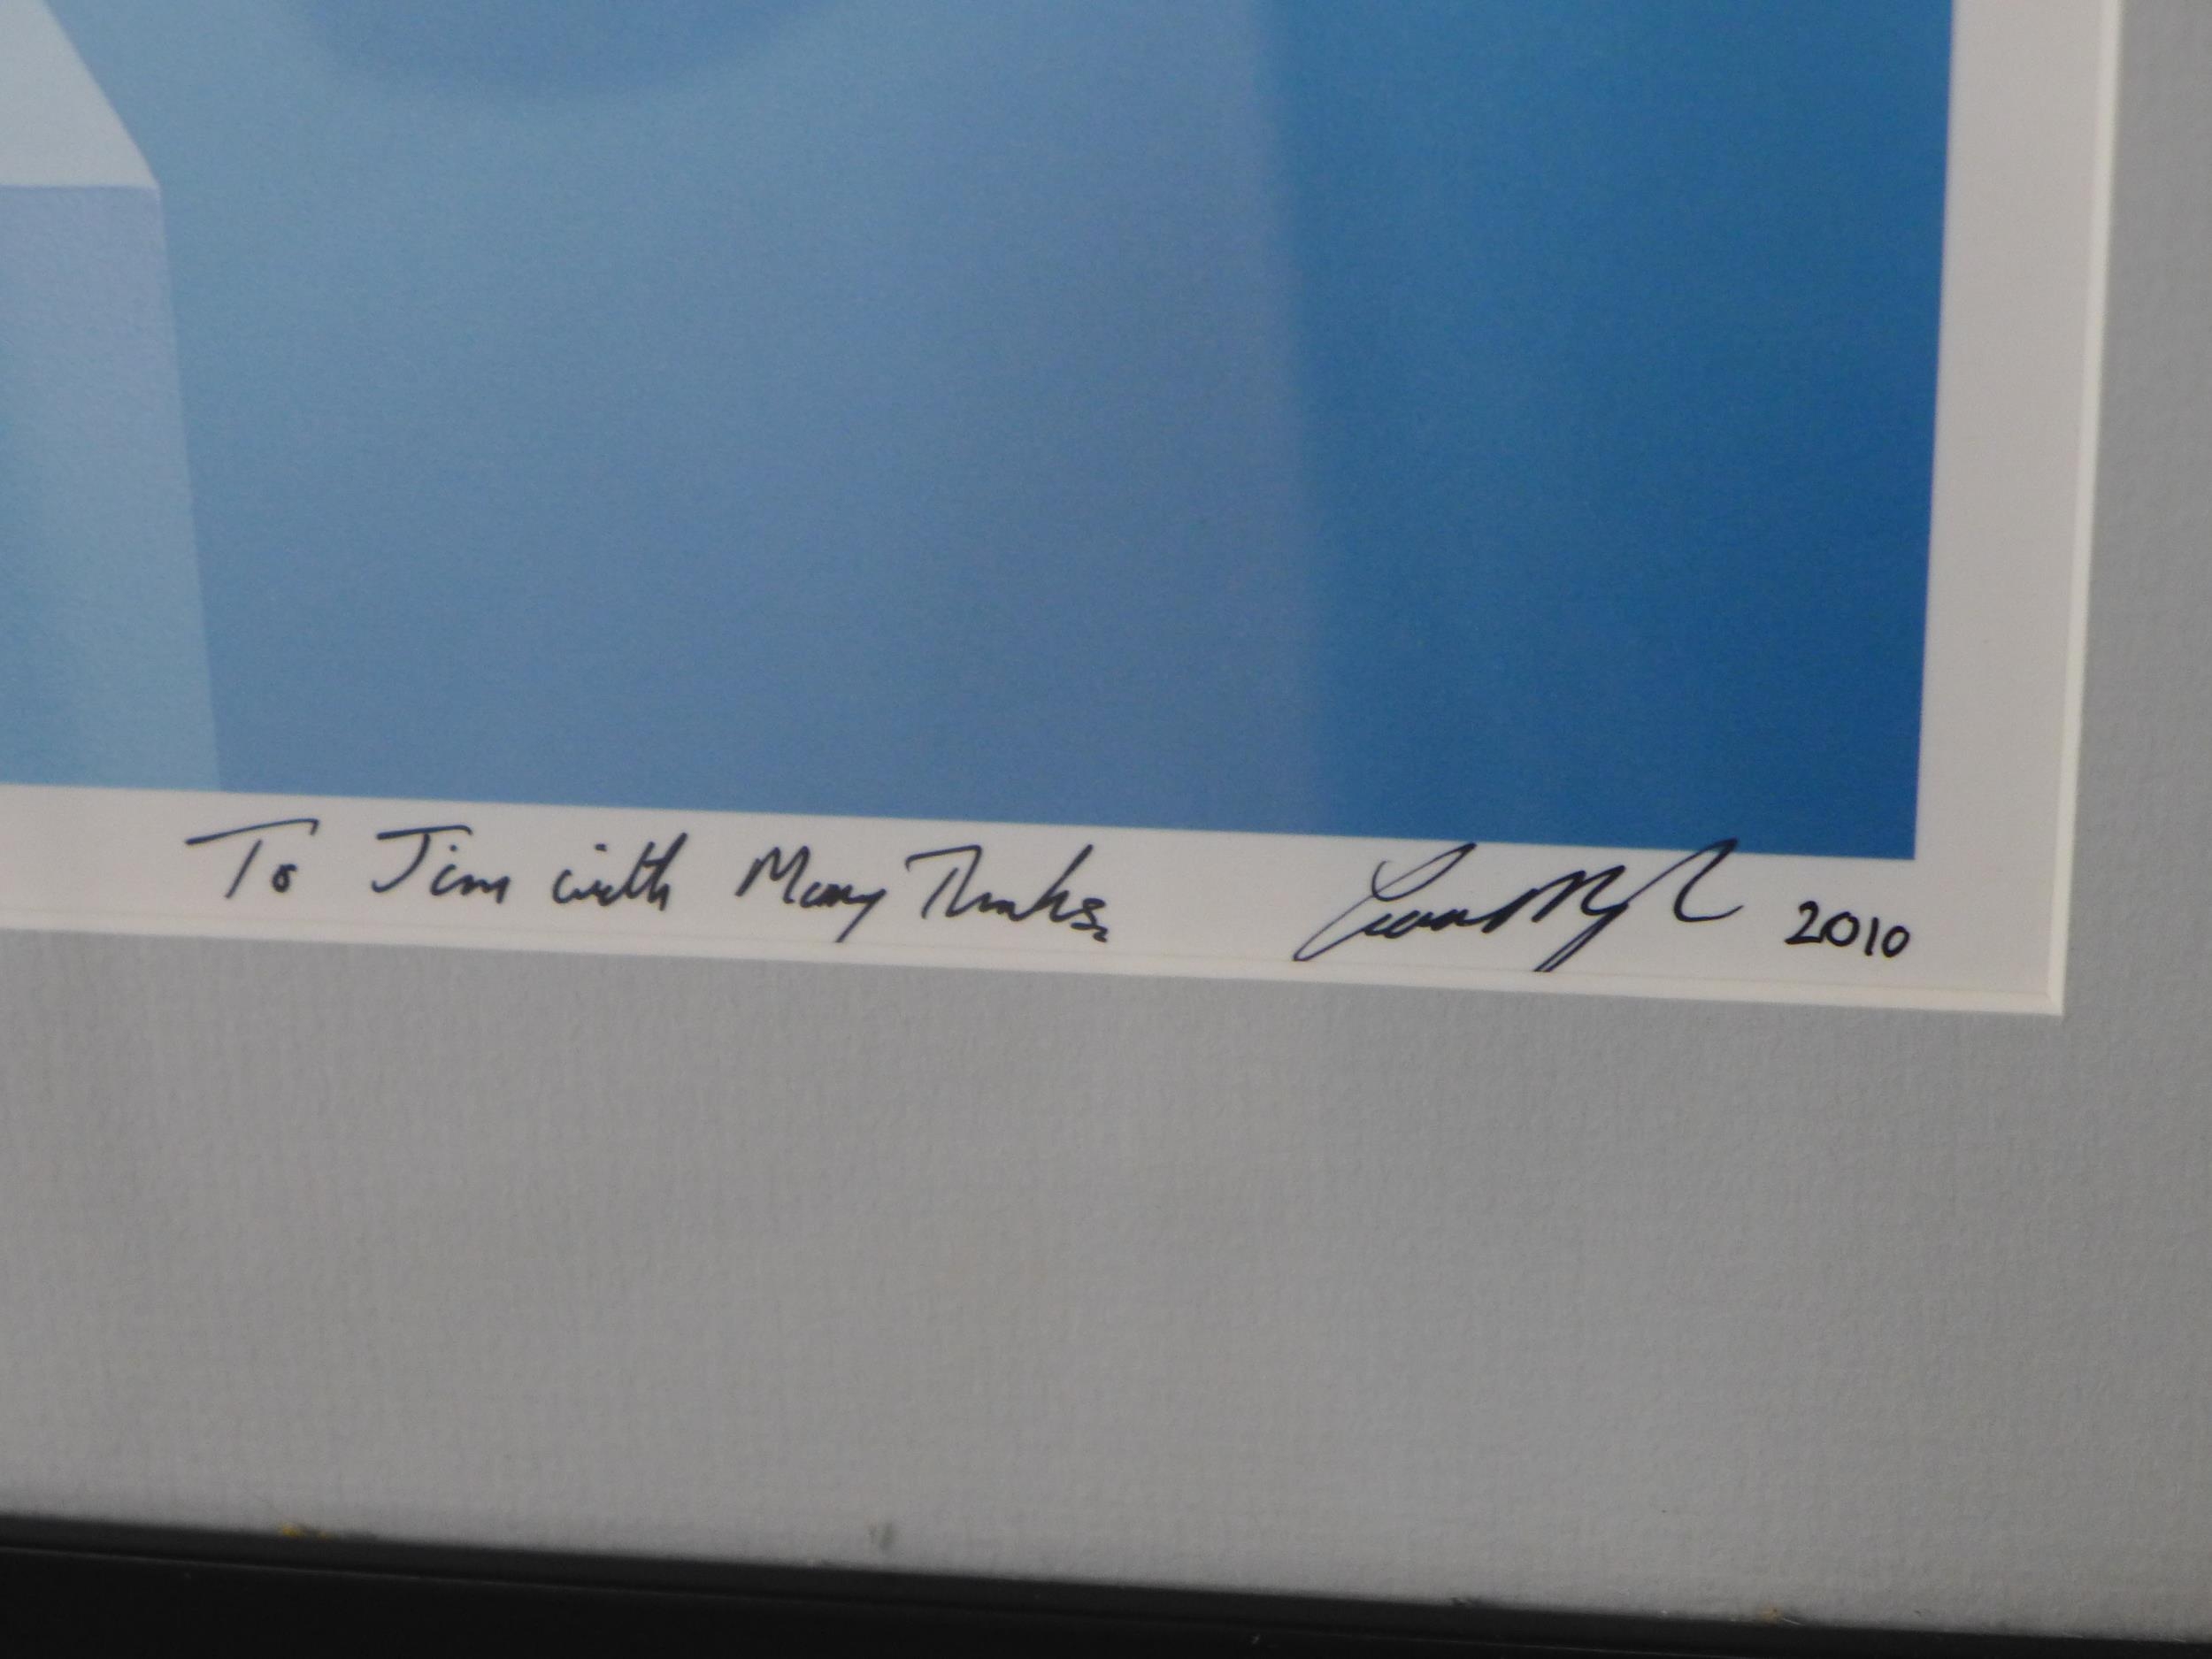 To Jim with Many Thanks, 2010